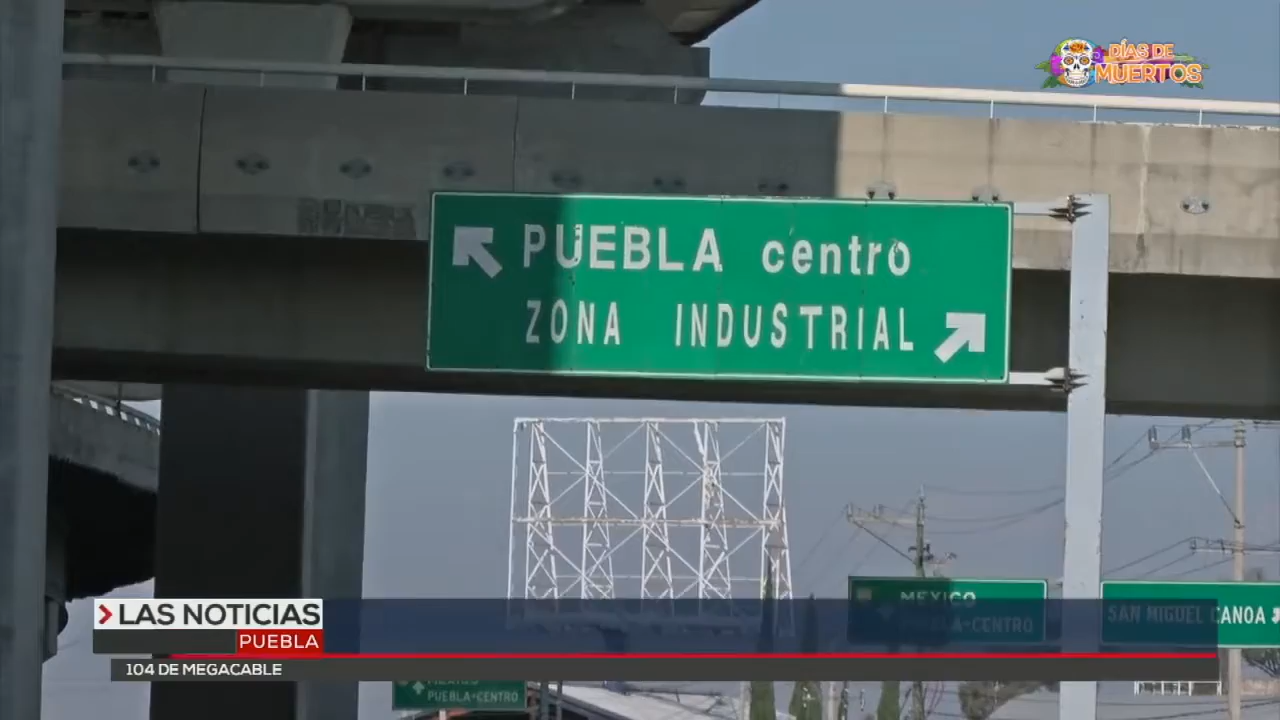 DÍAS DE
MUERTOS
PUEBLA centro
ZONA INDUSTRIAL
MEXICO
PUEBLA-CENTRO
SAN MIGUEL CANOA
LAS NOTICIAS
PUEBLA
104 DE MEGACABLE
MEXICO
PUEBLA-CENTRO